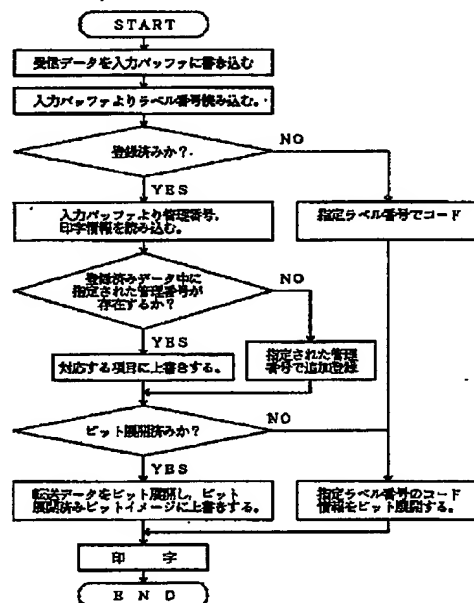 START
受信データを入力バッファに書き込む
入力バッファよりラベル番号読み込む。
登録済みか?
NO
YES
入力バッファより管理番号,
印字情報を読み込む。
指定ラベル番号でコード
登録済みデータ中に
指定された管理番号が
存在するか?
NO
YES
対応する項目に上書きする。
指定された管理
番号で追加登録
ビット展開済みか?
NO
YES
転送データをビット展開し、ビット
展開済みビットイメージに上書きする。
指定ラベル番号のコード
情報をビット展開する。
印 字
END